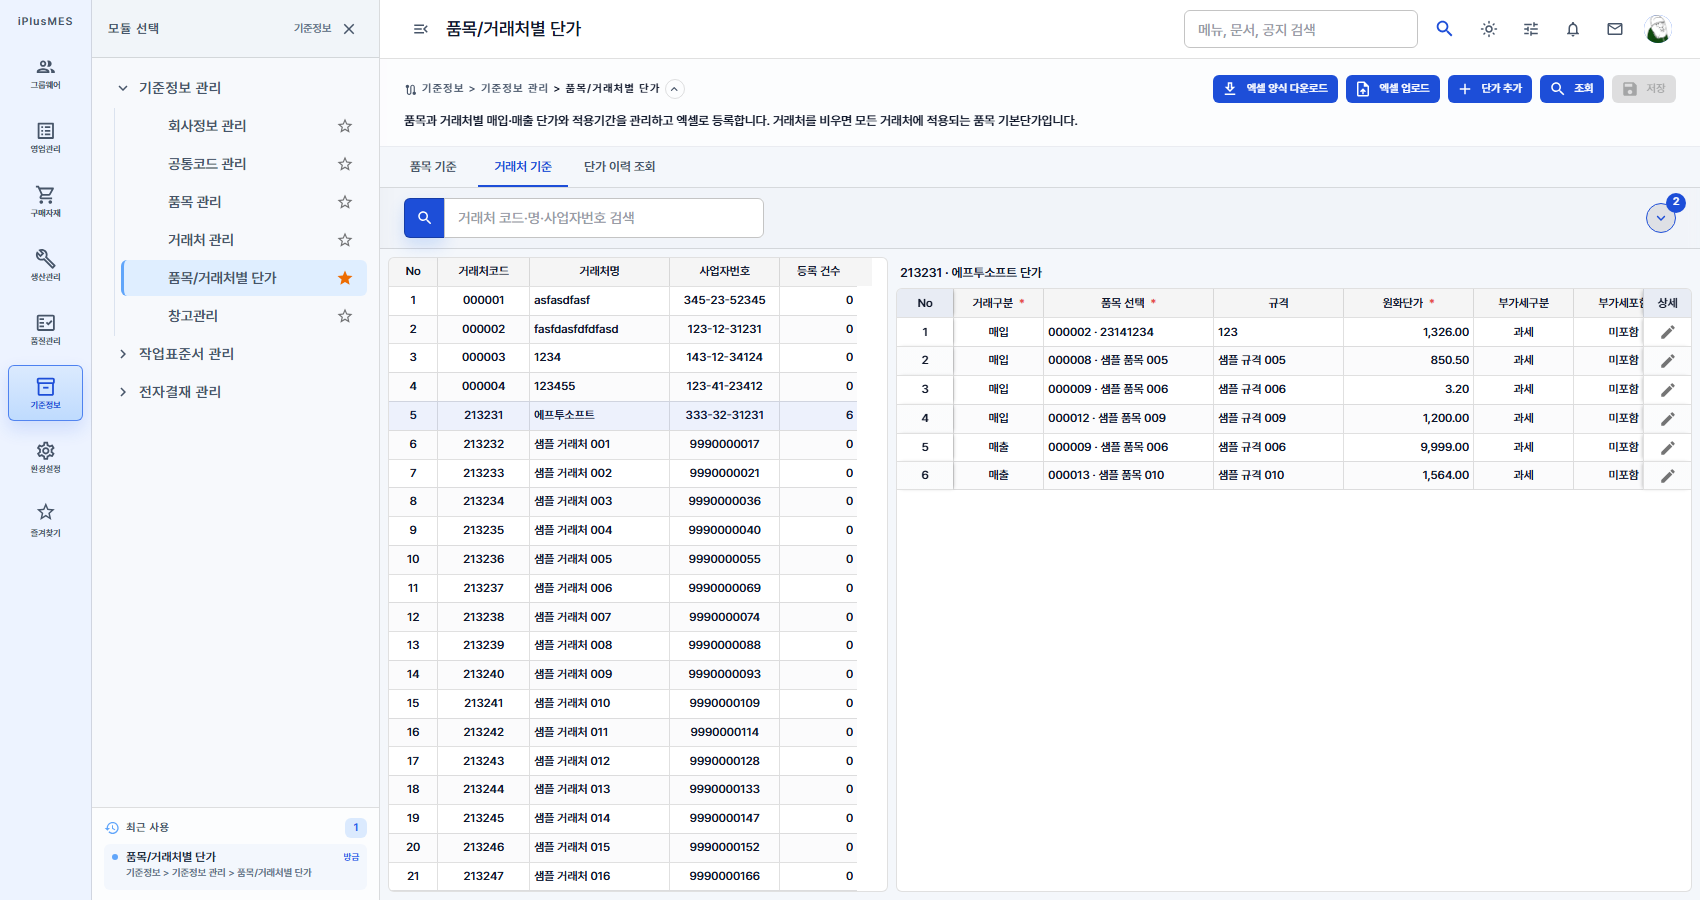 iPlusMES
그룹웨어
영업관리
구매자재
생산관리
품질관리
기준정보
환경설정
즐겨찾기
모듈 선택
기준정보
기준정보 관리
회사정보 관리
공통코드 관리
품목 관리
거래처 관리
품목/거래처별 단가
창고관리
작업표준서 관리
전자결재 관리
최근 사용
1
품목/거래처별 단가
방금
기준정보 > 기준정보 관리 > 품목/거래처별 단가
품목/거래처별 단가
메뉴, 문서, 공지 검색
기준정보 > 기준정보 관리 > 품목/거래처별 단가
엑셀 양식 다운로드
엑셀 업로드
단가 추가
조회
저장
품목과 거래처별 매입·매출 단가와 적용기간을 관리하고 엑셀로 등록합니다. 거래처를 비우면 모든 거래처에 적용되는 품목 기본단가입니다.
품목 기준
거래처 기준
단가 이력 조회
거래처 코드·명·사업자번호 검색
2
No 거래처코드 거래처명 사업자번호 등록 건수
1 000001 asfasdfasf 345-23-52345 0
2 000002 fasfdasfdfdfasd 123-12-31231 0
3 000003 1234 143-12-34124 0
4 000004 123455 123-41-23412 0
5 213231 에프투소프트 333-32-31231 6
6 213232 샘플 거래처 001 9990000017 0
7 213233 샘플 거래처 002 9990000021 0
8 213234 샘플 거래처 003 9990000036 0
9 213235 샘플 거래처 004 9990000040 0
10 213236 샘플 거래처 005 9990000055 0
11 213237 샘플 거래처 006 9990000069 0
12 213238 샘플 거래처 007 9990000074 0
13 213239 샘플 거래처 008 9990000088 0
14 213240 샘플 거래처 009 9990000093 0
15 213241 샘플 거래처 010 9990000109 0
16 213242 샘플 거래처 011 9990000114 0
17 213243 샘플 거래처 012 9990000128 0
18 213244 샘플 거래처 013 9990000133 0
19 213245 샘플 거래처 014 9990000147 0
20 213246 샘플 거래처 015 9990000152 0
21 213247 샘플 거래처 016 9990000166 0
213231 · 에프투소프트 단가
No 거래구분 * 품목 선택 * 규격 원화단가 * 부가세구분 부가세포함 상세
1 매입 000002 · 23141234 123 1,326.00 과세 미포함
2 매입 000008 · 샘플 품목 005 샘플 규격 005 850.50 과세 미포함
3 매입 000009 · 샘플 품목 006 샘플 규격 006 3.20 과세 미포함
4 매입 000012 · 샘플 품목 009 샘플 규격 009 1,200.00 과세 미포함
5 매출 000009 · 샘플 품목 006 샘플 규격 006 9,999.00 과세 미포함
6 매출 000013 · 샘플 품목 010 샘플 규격 010 1,564.00 과세 미포함